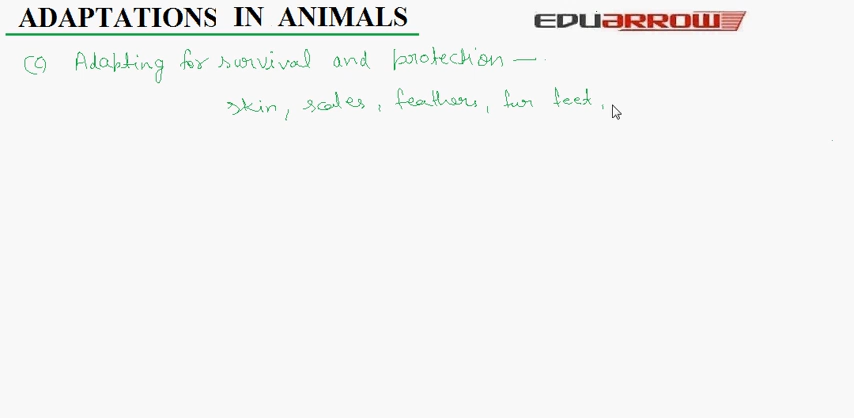 ADAPTATIONS IN ANIMALS
EDUARROW
(c) Adapting for survival and protection —
skin, scales, feathers, fur feet,